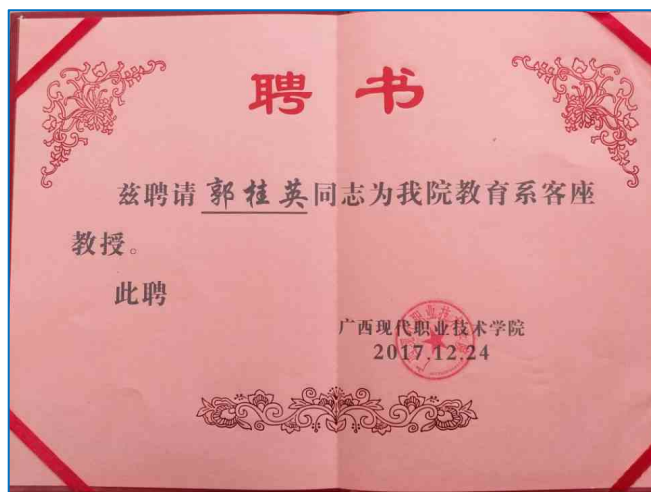 聘书
兹聘请 郭桂英 同志为我院教育系客座
教授。
此聘
广西现代职业技术学院
2017.12.24